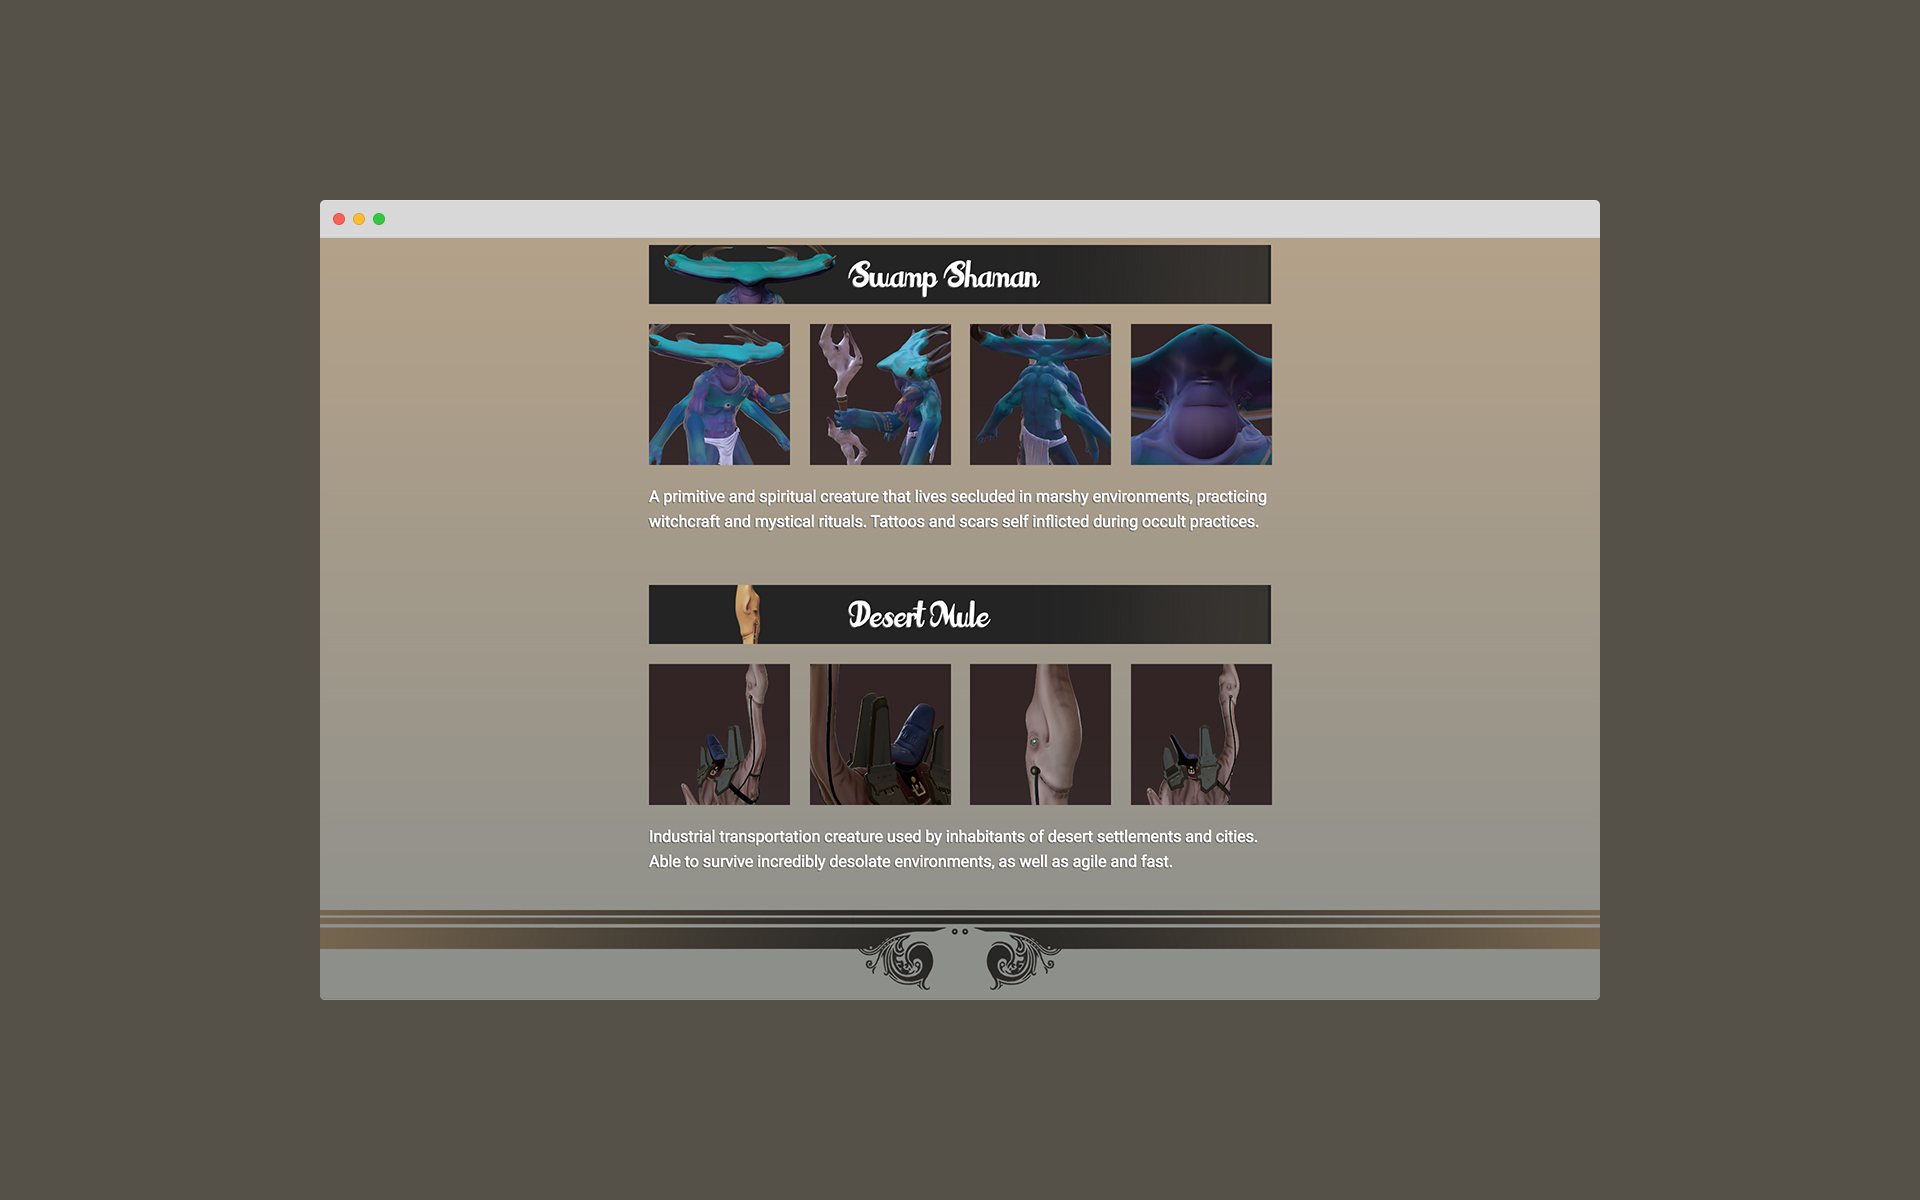 Swamp Shaman
A primitive and spiritual creature that lives secluded in marshy environments, practicing
witchcraft and mystical rituals. Tattoos and scars self inflicted during occult practices.
Desert Mule
Industrial transportation creature used by inhabitants of desert settlements and cities.
Able to survive incredibly desolate environments, as well as agile and fast.